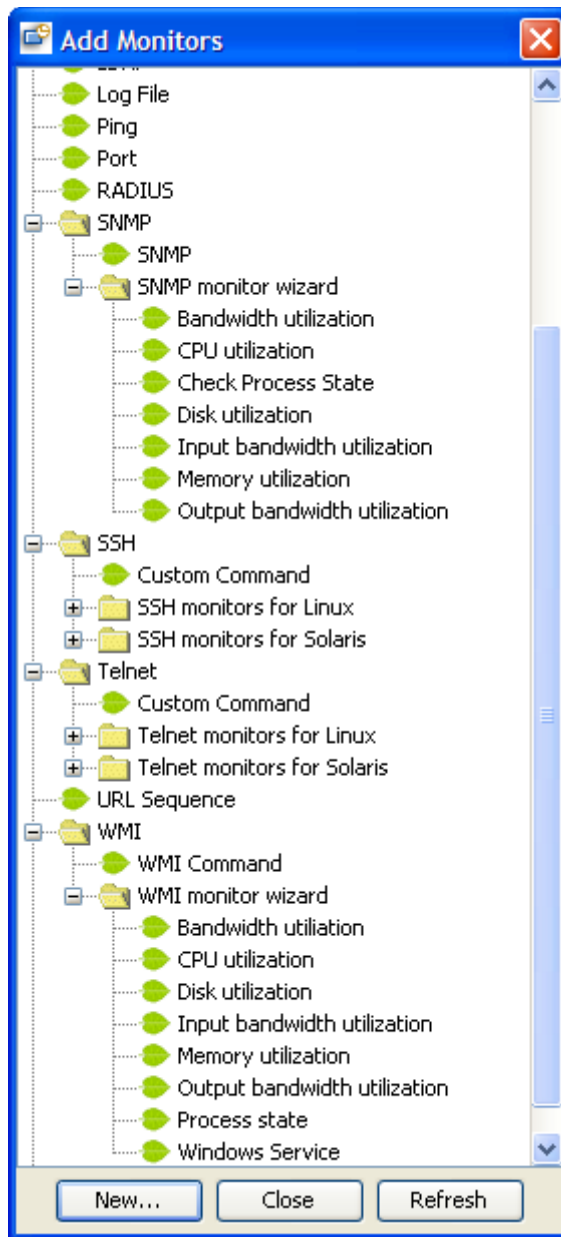 Add Monitors
Log File
Ping
Port
RADIUS
SNMP
SNMP
SNMP monitor wizard
Bandwidth utilization
CPU utilization
Check Process State
Disk utilization
Input bandwidth utilization
Memory utilization
Output bandwidth utilization
SSH
Custom Command
SSH monitors for Linux
SSH monitors for Solaris
Telnet
Custom Command
Telnet monitors for Linux
Telnet monitors for Solaris
URL Sequence
WMI
WMI Command
WMI monitor wizard
Bandwidth utiliation
CPU utilization
Disk utilization
Input bandwidth utilization
Memory utilization
Output bandwidth utilization
Process state
Windows Service
New... Close Refresh